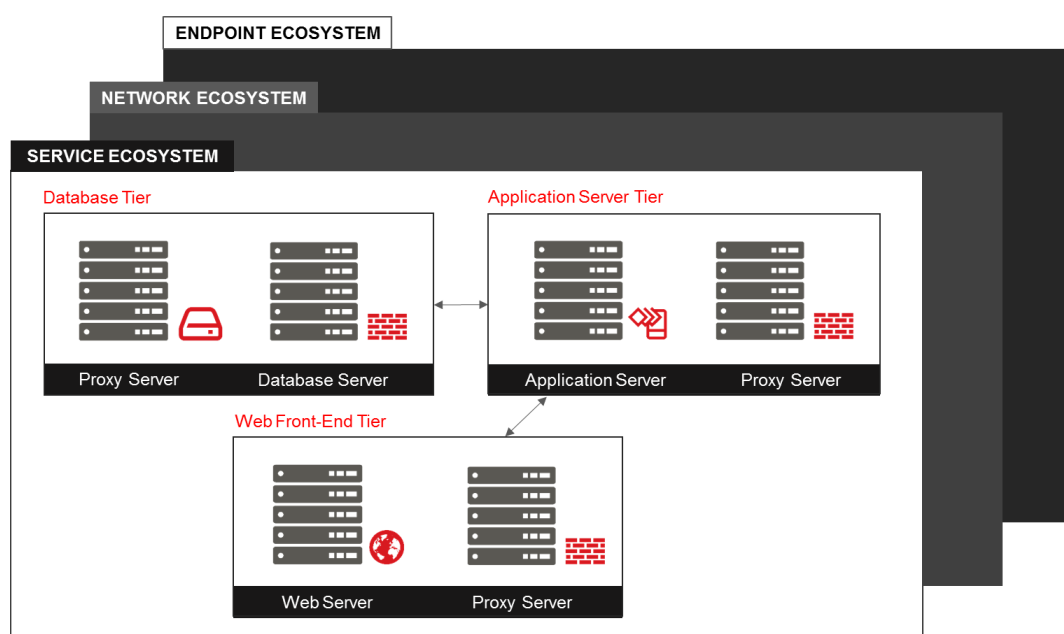 ENDPOINT ECOSYSTEM
NETWORK ECOSYSTEM
SERVICE ECOSYSTEM
Database Tier
Application Server Tier
Proxy Server
Database Server
Application Server
Proxy Server
Web Front-End Tier
Web Server
Proxy Server